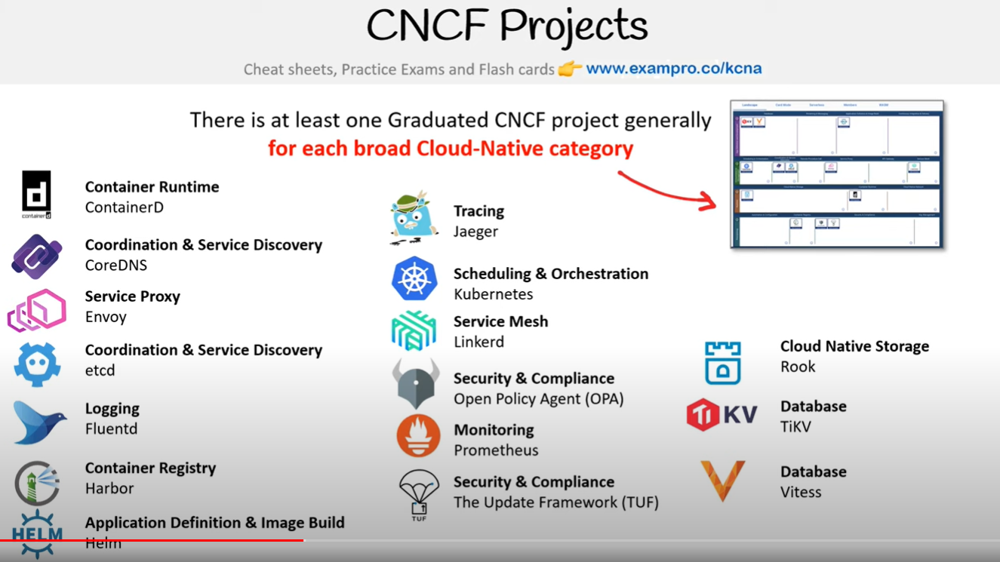 CNCF Projects
Cheat sheets, Practice Exams and Flash cards 👉 www.exampro.co/kcna
There is at least one Graduated CNCF project generally
for each broad Cloud-Native category
d
containerd
Container Runtime
ContainerD
Coordination & Service Discovery
CoreDNS
Service Proxy
Envoy
Coordination & Service Discovery
etcd
Logging
Fluentd
Container Registry
Harbor
HELM
Application Definition & Image Build
Helm
Tracing
Jaeger
Scheduling & Orchestration
Kubernetes
Service Mesh
Linkerd
Security & Compliance
Open Policy Agent (OPA)
Monitoring
Prometheus
TUF
Security & Compliance
The Update Framework (TUF)
Cloud Native Storage
Rook
TiKV
Database
TiKV
Database
Vitess